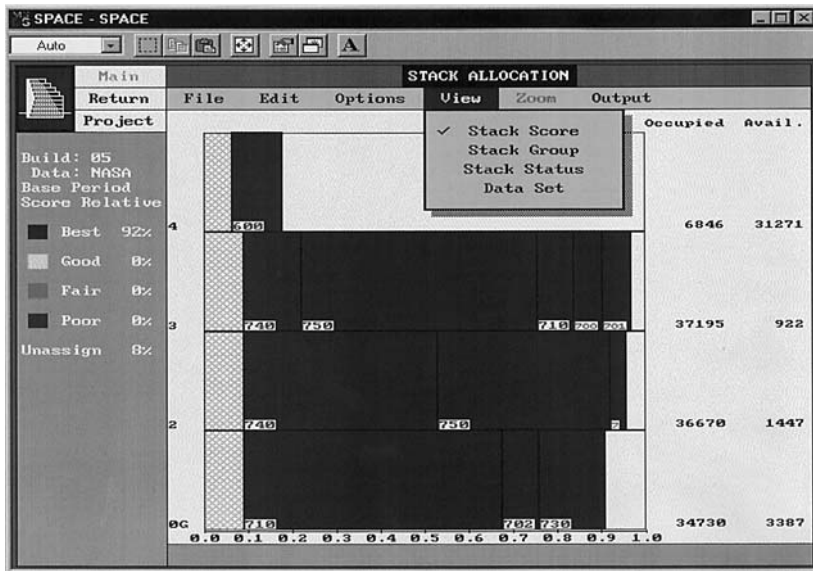 SPACE - SPACE
Auto
A
Main
STACK ALLOCATION
Return
File Edit Options View Zoom Output
Project
✓ Stack Score
Stack Group
Stack Status
Data Set
Occupied Avail.
Build: 05
Data: NASA
Base Period
Score Relative
Best 92%
Good 0%
Fair 0%
Poor 0%
Unassign 8%
4 600 6846 31271
3 740 750 710 700 701 37195 922
2 740 750 7 36670 1447
0G 710 702 730 34730 3387
0.0 0.1 0.2 0.3 0.4 0.5 0.6 0.7 0.8 0.9 1.0